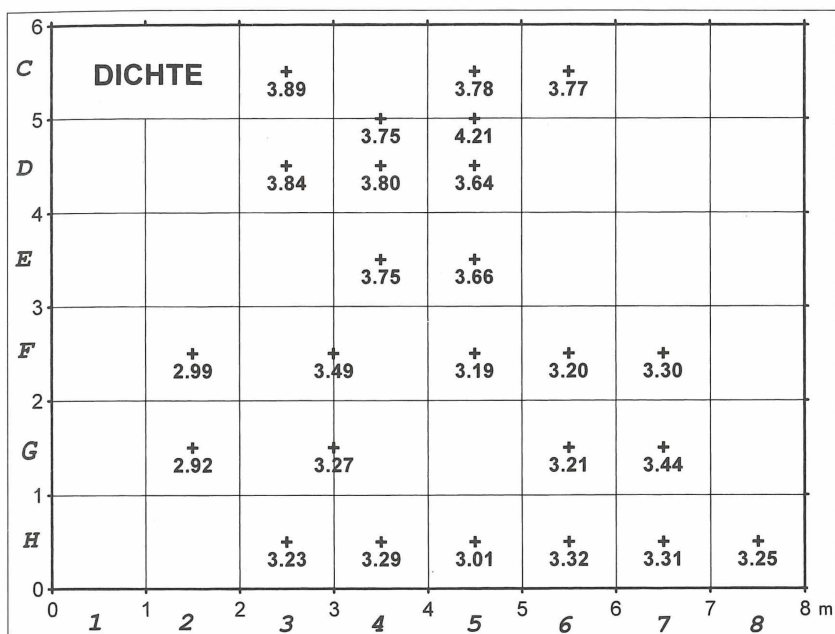 6
C DICHTE 3.89 3.78 3.77
5
3.75 4.21
D 3.84 3.80 3.64
4
E 3.75 3.66
3
F 2.99 3.49 3.19 3.20 3.30
2
G 2.92 3.27 3.21 3.44
1
H 3.23 3.29 3.01 3.32 3.31 3.25
0
0 1 2 3 4 5 6 7 8 m
1 2 3 4 5 6 7 8